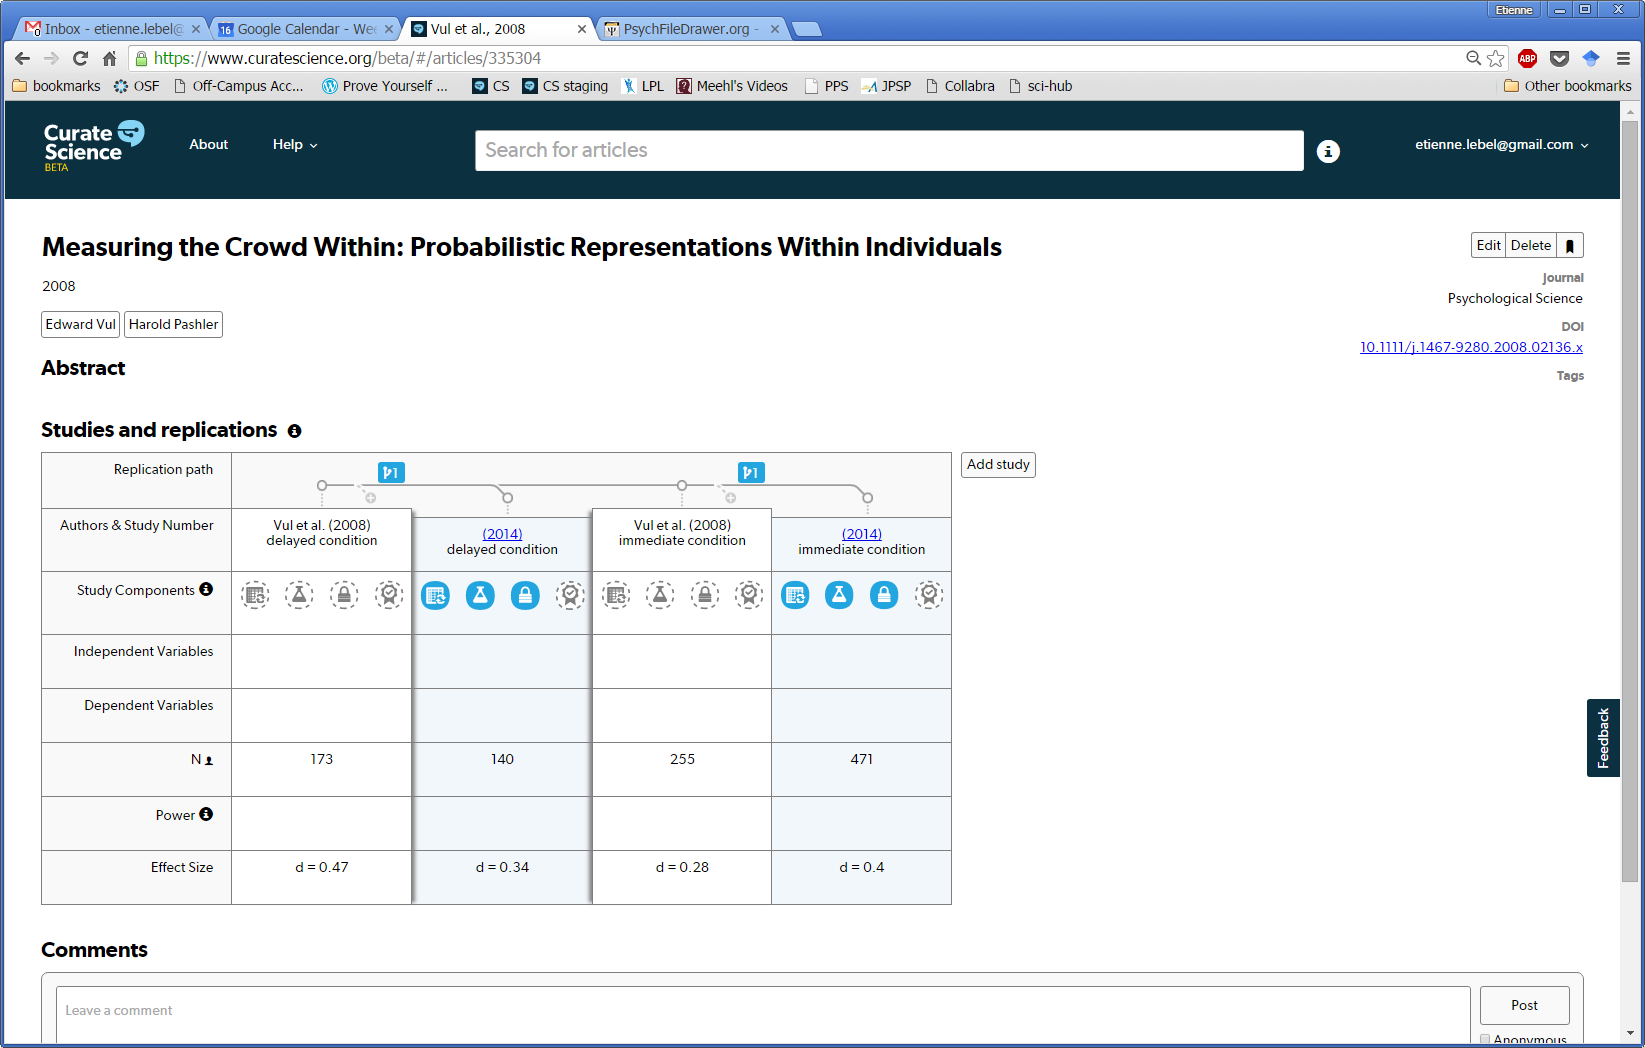 Etienne
Inbox - etienne.lebel@
Google Calendar - Wee
Vul et al., 2008
PsychFileDrawer.org -
https://www.curatescience.org/beta/#/articles/335304
ABP
bookmarks
OSF
Off-Campus Acc...
Prove Yourself ...
CS
CS staging
LPL
Meehl's Videos
PPS
JPSP
Collabra
sci-hub
Other bookmarks
Curate Science
BETA
About
Help
Search for articles
etienne.lebel@gmail.com
Measuring the Crowd Within: Probabilistic Representations Within Individuals
Edit Delete
2008
Journal
Psychological Science
Edward Vul Harold Pashler
DOI
10.1111/j.1467-9280.2008.02136.x
Abstract
Tags
Studies and replications
Replication path 1 1
Add study
Authors & Study Number
Vul et al. (2008) delayed condition
(2014) delayed condition
Vul et al. (2008) immediate condition
(2014) immediate condition
Study Components
Independent Variables
Dependent Variables
N 173 140 255 471
Power
Effect Size d = 0.47 d = 0.34 d = 0.28 d = 0.4
Feedback
Comments
Leave a comment
Post
Anonymous